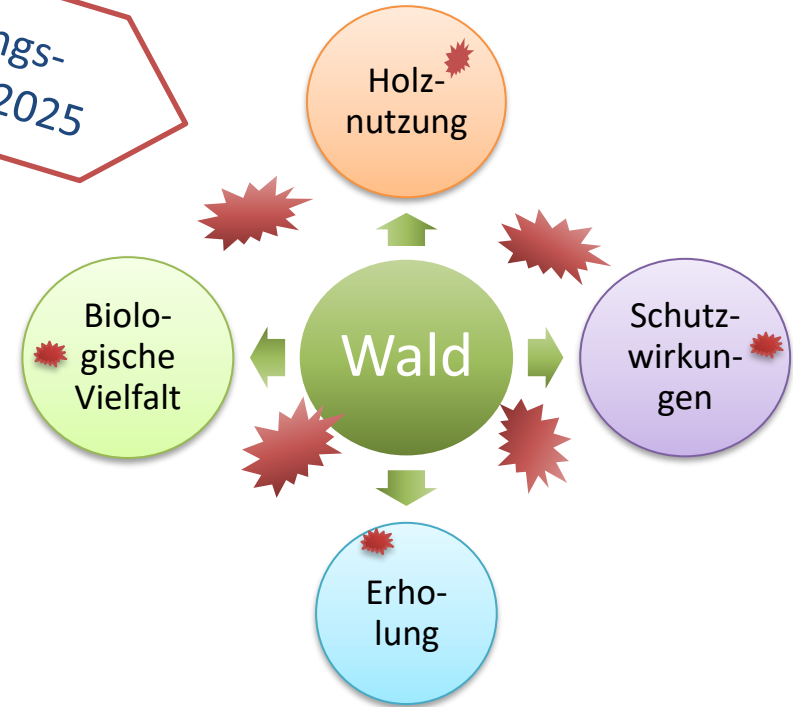 ngs-
2025
Holz-
nutzung
Biolo-
gische
Vielfalt
Wald
Schutz-
wirkun-
gen
Erho-
lung